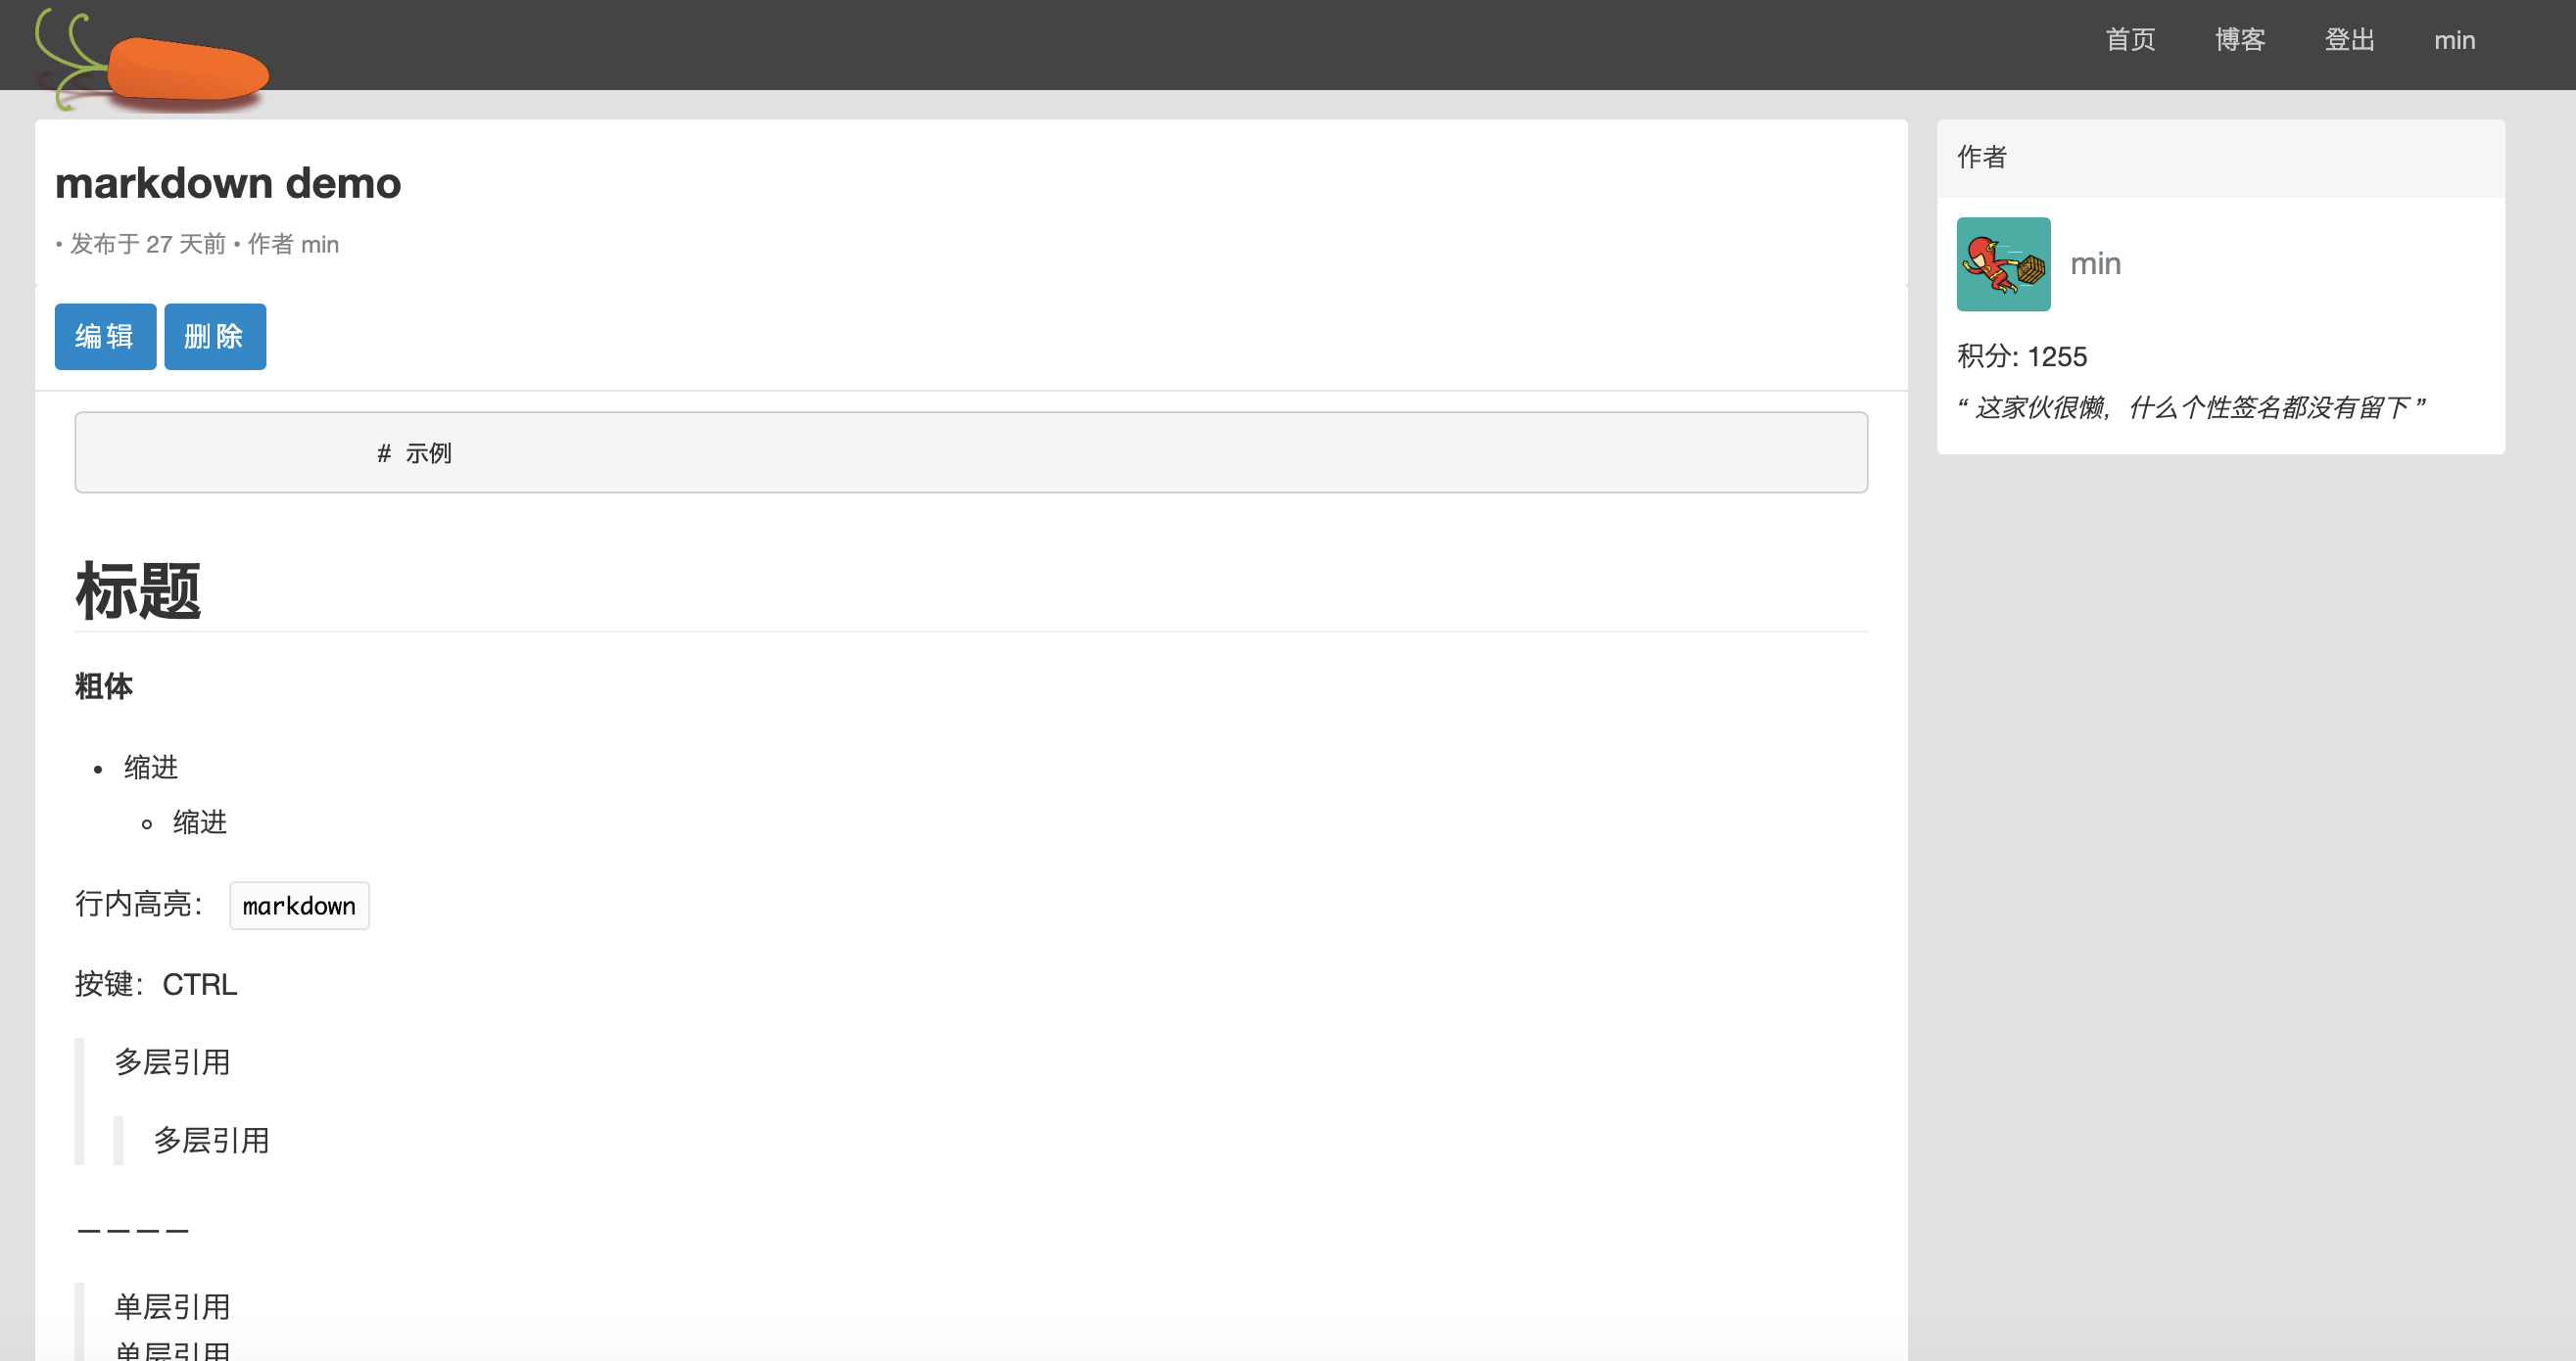 首页 博客 登出 min
markdown demo
• 发布于 27 天前 • 作者 min
编辑 删除
# 示例
标题
粗体
• 缩进
◦ 缩进
行内高亮： markdown
按键：CTRL
多层引用
多层引用
————
单层引用
单层引用
作者
min
积分: 1255
“ 这家伙很懒，什么个性签名都没有留下 ”